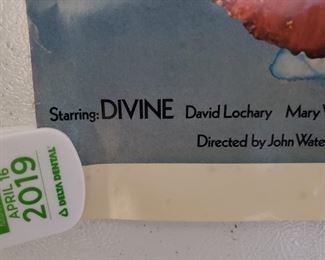 Starring: DIVINE David Lochary Mary
Directed by John Wate
APRIL 16
2019
DELTA DENTAL